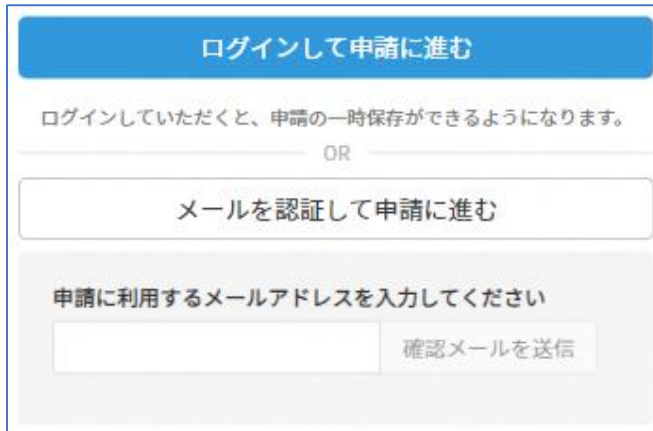 ログインして申請に進む
ログインしていただくと、申請の一時保存ができるようになります。
OR
メールを認証して申請に進む
申請に利用するメールアドレスを入力してください
確認メールを送信